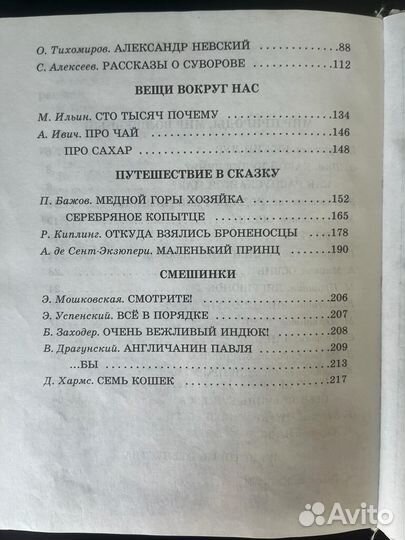 О. Тихомиров. АЛЕКСАНДР НЕВСКИЙ ..... 88
С. Алексеев. РАССКАЗЫ О СУВОРОВЕ ..... 112
ВЕЩИ ВОКРУГ НАС
М. Ильин. СТО ТЫСЯЧ ПОЧЕМУ ..... 134
А. Ивич. ПРО ЧАЙ ..... 146
ПРО САХАР ..... 148
ПУТЕШЕСТВИЕ В СКАЗКУ
П. Бажов. МЕДНОЙ ГОРЫ ХОЗЯЙКА ..... 152
СЕРЕБРЯНОЕ КОПЫТЦЕ ..... 165
Р. Киплинг. ОТКУДА ВЗЯЛИСЬ БРОНЕНОСЦЫ ..... 178
А. де Сент-Экзюпери. МАЛЕНЬКИЙ ПРИНЦ ..... 190
СМЕШИНКИ
Э. Мошковская. СМОТРИТЕ! ..... 206
Э. Успенский. ВСЁ В ПОРЯДКЕ ..... 207
Б. Заходер. ОЧЕНЬ ВЕЖЛИВЫЙ ИНДЮК! ..... 208
В. Драгунский. АНГЛИЧАНИН ПАВЛЯ ..... 209
...БЫ ..... 213
Д. Хармс. СЕМЬ КОШЕК ..... 217
Avito